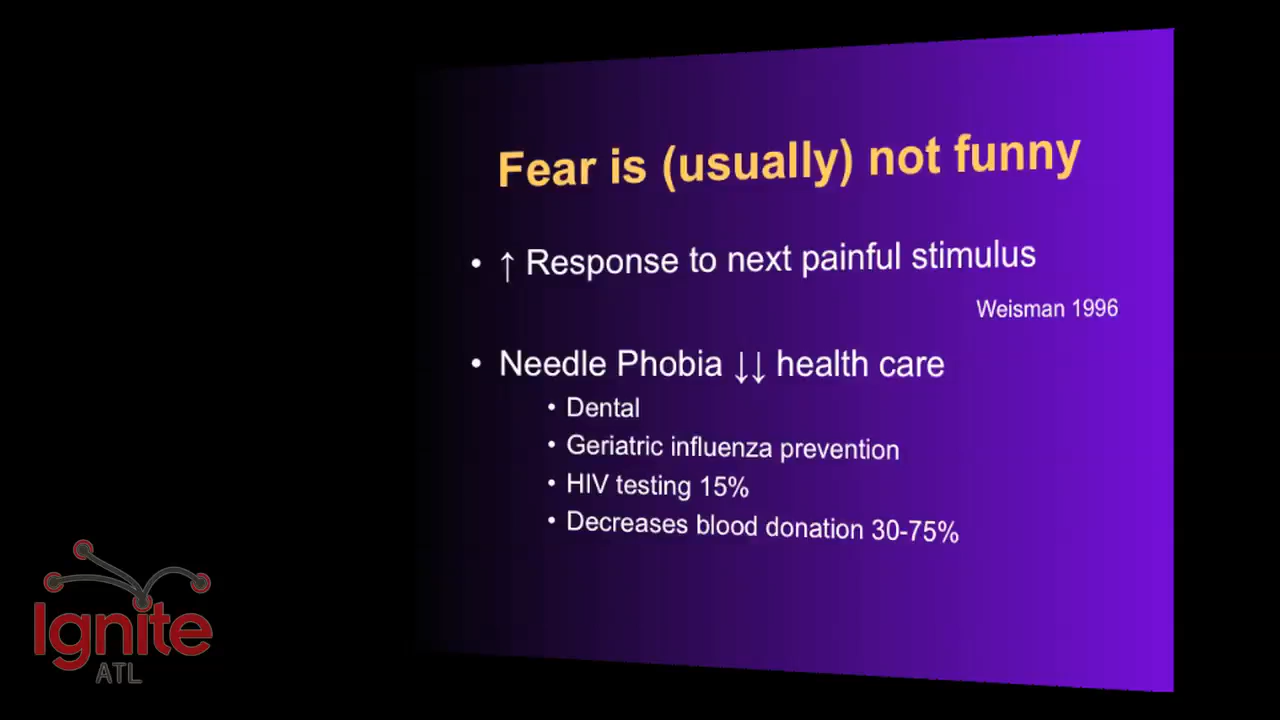 Fear is (usually) not funny
• ↑ Response to next painful stimulus
Weisman 1996
• Needle Phobia ↓↓ health care
• Dental
• Geriatric influenza prevention
• HIV testing 15%
• Decreases blood donation 30-75%
Ignite
ATL